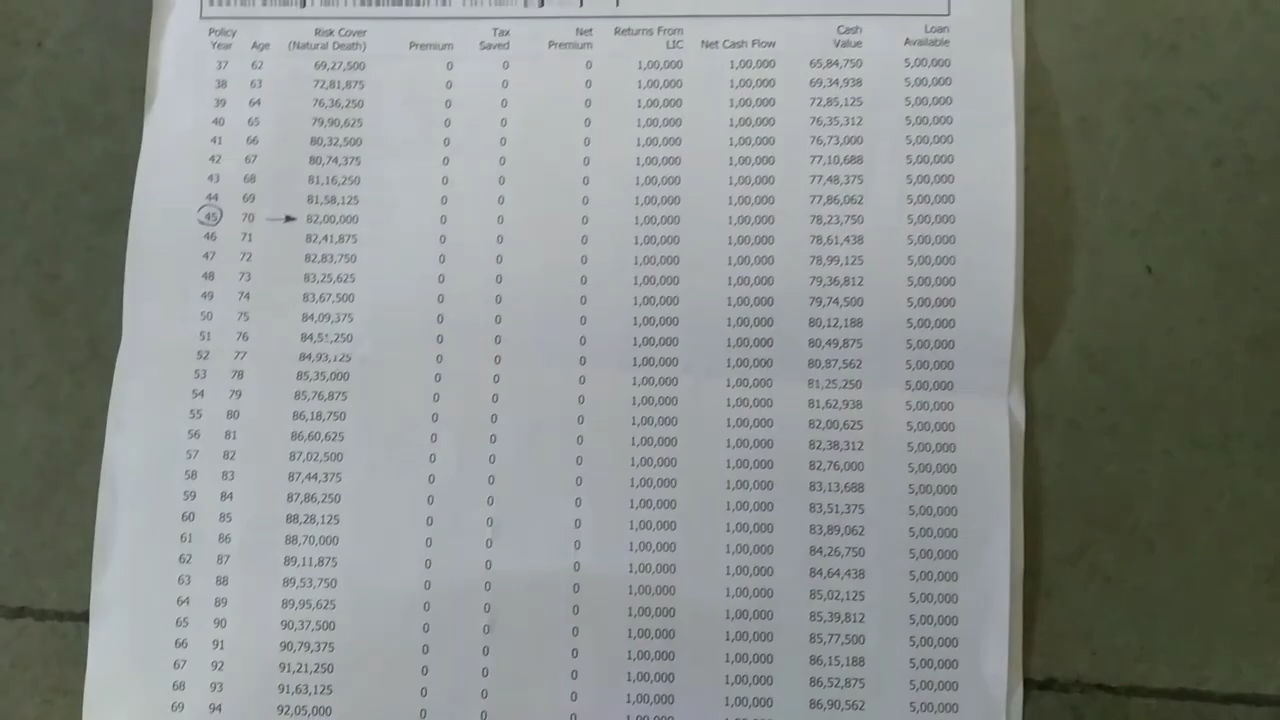 Policy Risk Cover Tax Net Returns From Cash Loan
Year Age (Natural Death) Premium Saved Premium LIC Net Cash Flow Value Available
37 62 69,27,500 0 0 0 1,00,000 1,00,000 65,84,750 5,00,000
38 63 72,81,875 0 0 0 1,00,000 1,00,000 69,34,938 5,00,000
39 64 76,36,250 0 0 0 1,00,000 1,00,000 72,85,125 5,00,000
40 65 79,90,625 0 0 0 1,00,000 1,00,000 76,35,312 5,00,000
41 66 80,32,500 0 0 0 1,00,000 1,00,000 76,73,000 5,00,000
42 67 80,74,375 0 0 0 1,00,000 1,00,000 77,10,688 5,00,000
43 68 81,16,250 0 0 0 1,00,000 1,00,000 77,48,375 5,00,000
44 69 81,58,125 0 0 0 1,00,000 1,00,000 77,86,062 5,00,000
45 70 82,00,000 0 0 0 1,00,000 1,00,000 78,23,750 5,00,000
46 71 82,41,875 0 0 0 1,00,000 1,00,000 78,61,438 5,00,000
47 72 82,83,750 0 0 0 1,00,000 1,00,000 78,99,125 5,00,000
48 73 83,25,625 0 0 0 1,00,000 1,00,000 79,36,812 5,00,000
49 74 83,67,500 0 0 0 1,00,000 1,00,000 79,74,500 5,00,000
50 75 84,09,375 0 0 0 1,00,000 1,00,000 80,12,188 5,00,000
51 76 84,51,250 0 0 0 1,00,000 1,00,000 80,49,875 5,00,000
52 77 84,93,125 0 0 0 1,00,000 1,00,000 80,87,562 5,00,000
53 78 85,35,000 0 0 0 1,00,000 1,00,000 81,25,250 5,00,000
54 79 85,76,875 0 0 0 1,00,000 1,00,000 81,62,938 5,00,000
55 80 86,18,750 0 0 0 1,00,000 1,00,000 82,00,625 5,00,000
56 81 86,60,625 0 0 0 1,00,000 1,00,000 82,38,312 5,00,000
57 82 87,02,500 0 0 0 1,00,000 1,00,000 82,76,000 5,00,000
58 83 87,44,375 0 0 0 1,00,000 1,00,000 83,13,688 5,00,000
59 84 87,86,250 0 0 0 1,00,000 1,00,000 83,51,375 5,00,000
60 85 88,28,125 0 0 0 1,00,000 1,00,000 83,89,062 5,00,000
61 86 88,70,000 0 0 0 1,00,000 1,00,000 84,26,750 5,00,000
62 87 89,11,875 0 0 0 1,00,000 1,00,000 84,64,438 5,00,000
63 88 89,53,750 0 0 0 1,00,000 1,00,000 85,02,125 5,00,000
64 89 89,95,625 0 0 0 1,00,000 1,00,000 85,39,812 5,00,000
65 90 90,37,500 0 0 0 1,00,000 1,00,000 85,77,500 5,00,000
66 91 90,79,375 0 0 0 1,00,000 1,00,000 86,15,188 5,00,000
67 92 91,21,250 0 0 0 1,00,000 1,00,000 86,52,875 5,00,000
68 93 91,63,125 0 0 0 1,00,000 1,00,000 86,90,562 5,00,000
69 94 92,05,000 0 0